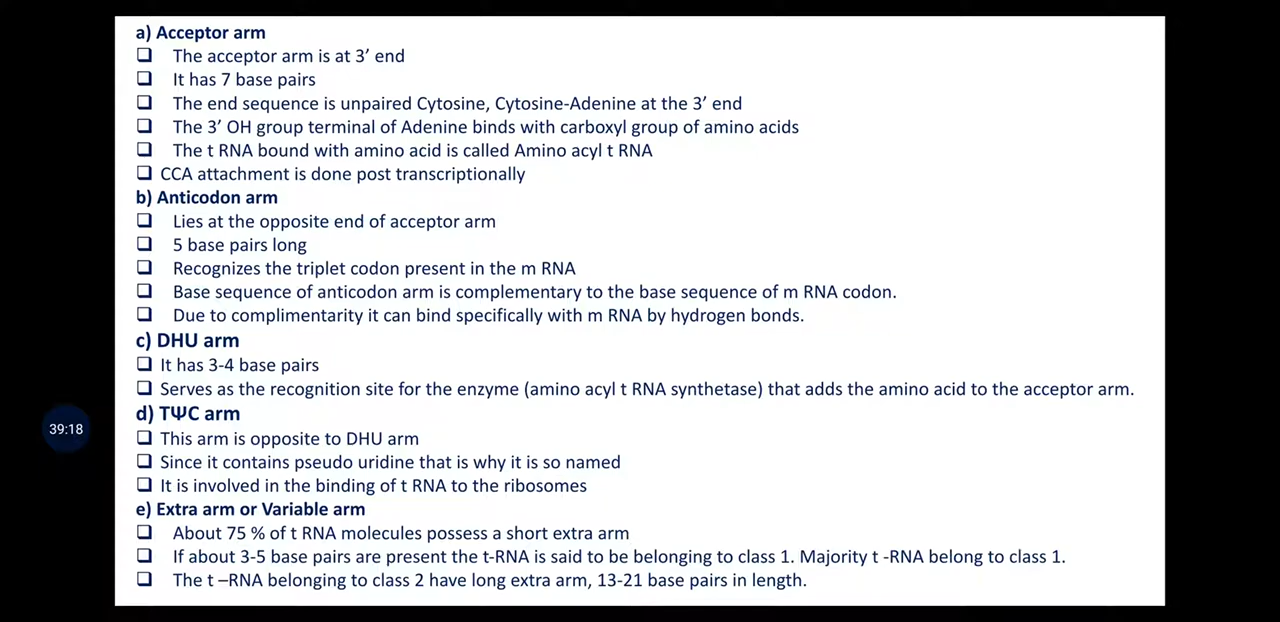 a) Acceptor arm
❑ The acceptor arm is at 3’ end
❑ It has 7 base pairs
❑ The end sequence is unpaired Cytosine, Cytosine-Adenine at the 3’ end
❑ The 3’ OH group terminal of Adenine binds with carboxyl group of amino acids
❑ The t RNA bound with amino acid is called Amino acyl t RNA
❑ CCA attachment is done post transcriptionally
b) Anticodon arm
❑ Lies at the opposite end of acceptor arm
❑ 5 base pairs long
❑ Recognizes the triplet codon present in the m RNA
❑ Base sequence of anticodon arm is complementary to the base sequence of m RNA codon.
❑ Due to complimentarity it can bind specifically with m RNA by hydrogen bonds.
c) DHU arm
❑ It has 3-4 base pairs
❑ Serves as the recognition site for the enzyme (amino acyl t RNA synthetase) that adds the amino acid to the acceptor arm.
d) TΨC arm
39:18
❑ This arm is opposite to DHU arm
❑ Since it contains pseudo uridine that is why it is so named
❑ It is involved in the binding of t RNA to the ribosomes
e) Extra arm or Variable arm
❑ About 75 % of t RNA molecules possess a short extra arm
❑ If about 3-5 base pairs are present the t-RNA is said to be belonging to class 1. Majority t -RNA belong to class 1.
❑ The t –RNA belonging to class 2 have long extra arm, 13-21 base pairs in length.